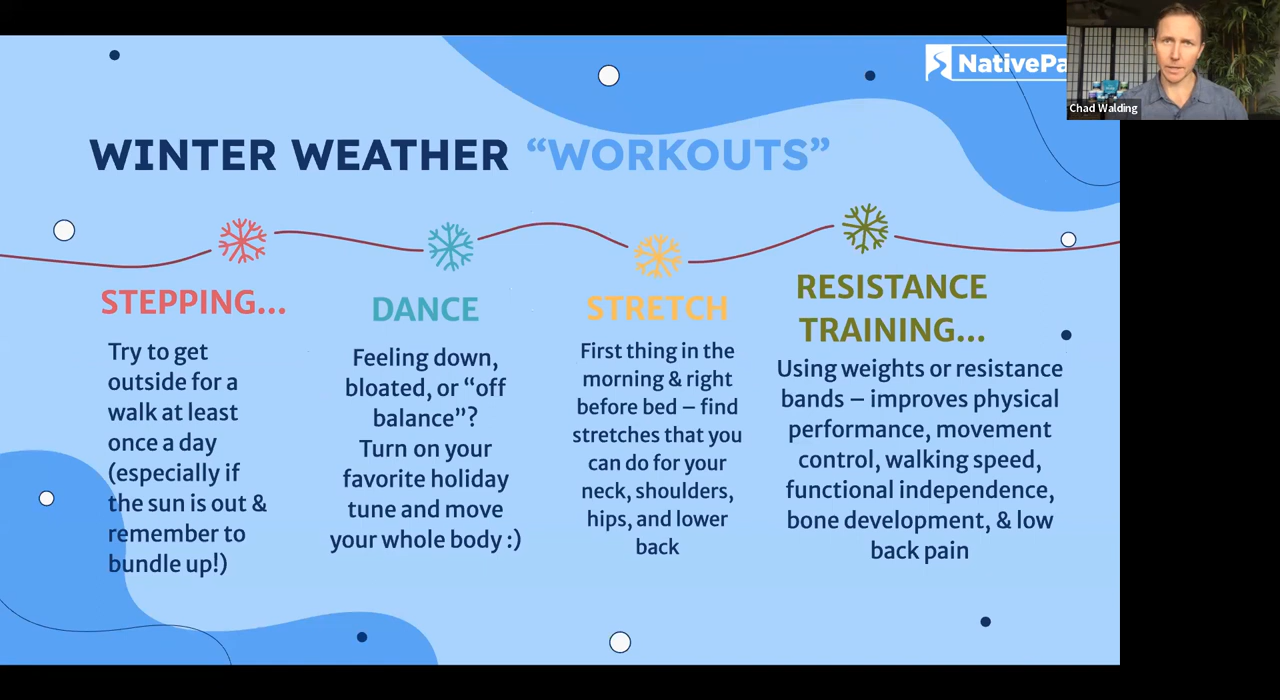 NativePa
Chad Walding
WINTER WEATHER “WORKOUTS”
STEPPING...
Try to get
outside for a
walk at least
once a day
(especially if
the sun is out &
remember to
bundle up!)
DANCE
Feeling down,
bloated, or “off
balance”?
Turn on your
favorite holiday
tune and move
your whole body :)
STRETCH
First thing in the
morning & right
before bed – find
stretches that you
can do for your
neck, shoulders,
hips, and lower
back
RESISTANCE
TRAINING...
Using weights or resistance
bands – improves physical
performance, movement
control, walking speed,
functional independence,
bone development, & low
back pain